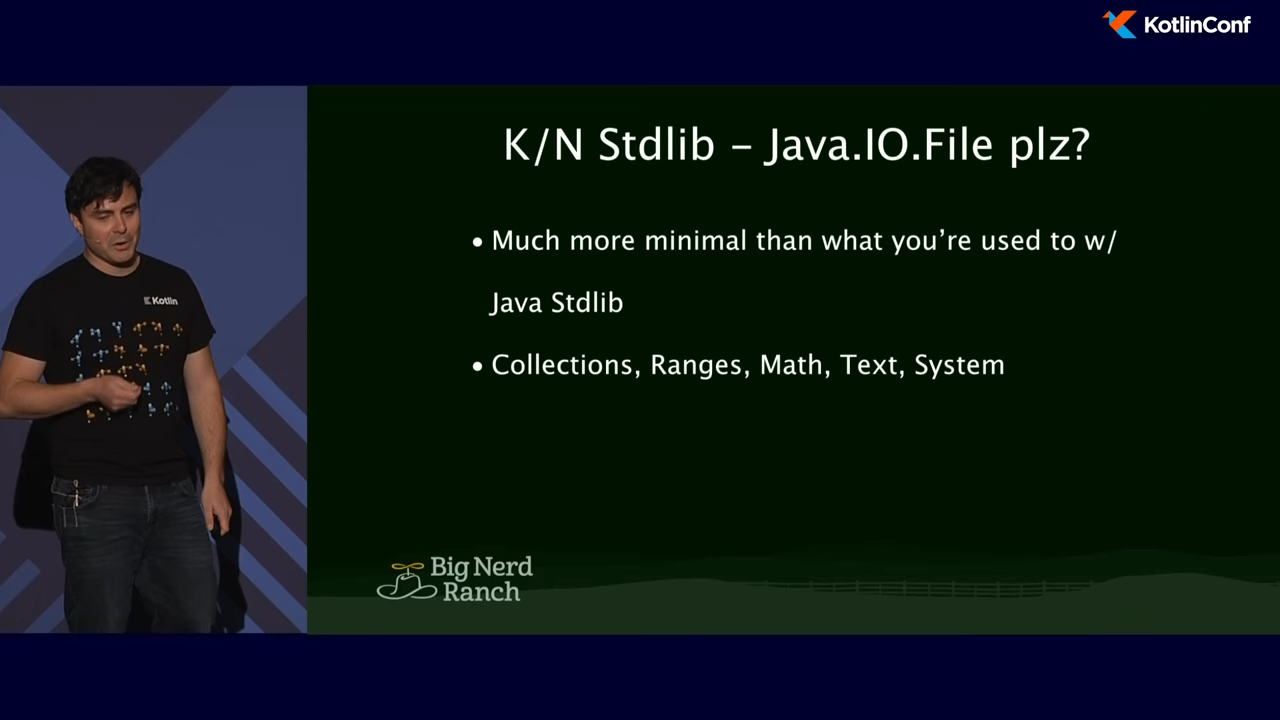 KotlinConf
K/N Stdlib – Java.IO.File plz?
• Much more minimal than what you're used to w/
Java Stdlib
• Collections, Ranges, Math, Text, System
Kotlin
Big Nerd
Ranch